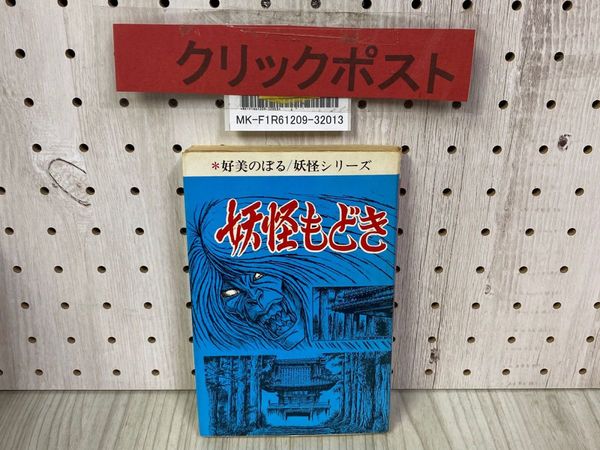 クリックポスト
MK-F1R61209-32013
*好美のぼる/妖怪シリーズ
妖怪もどき